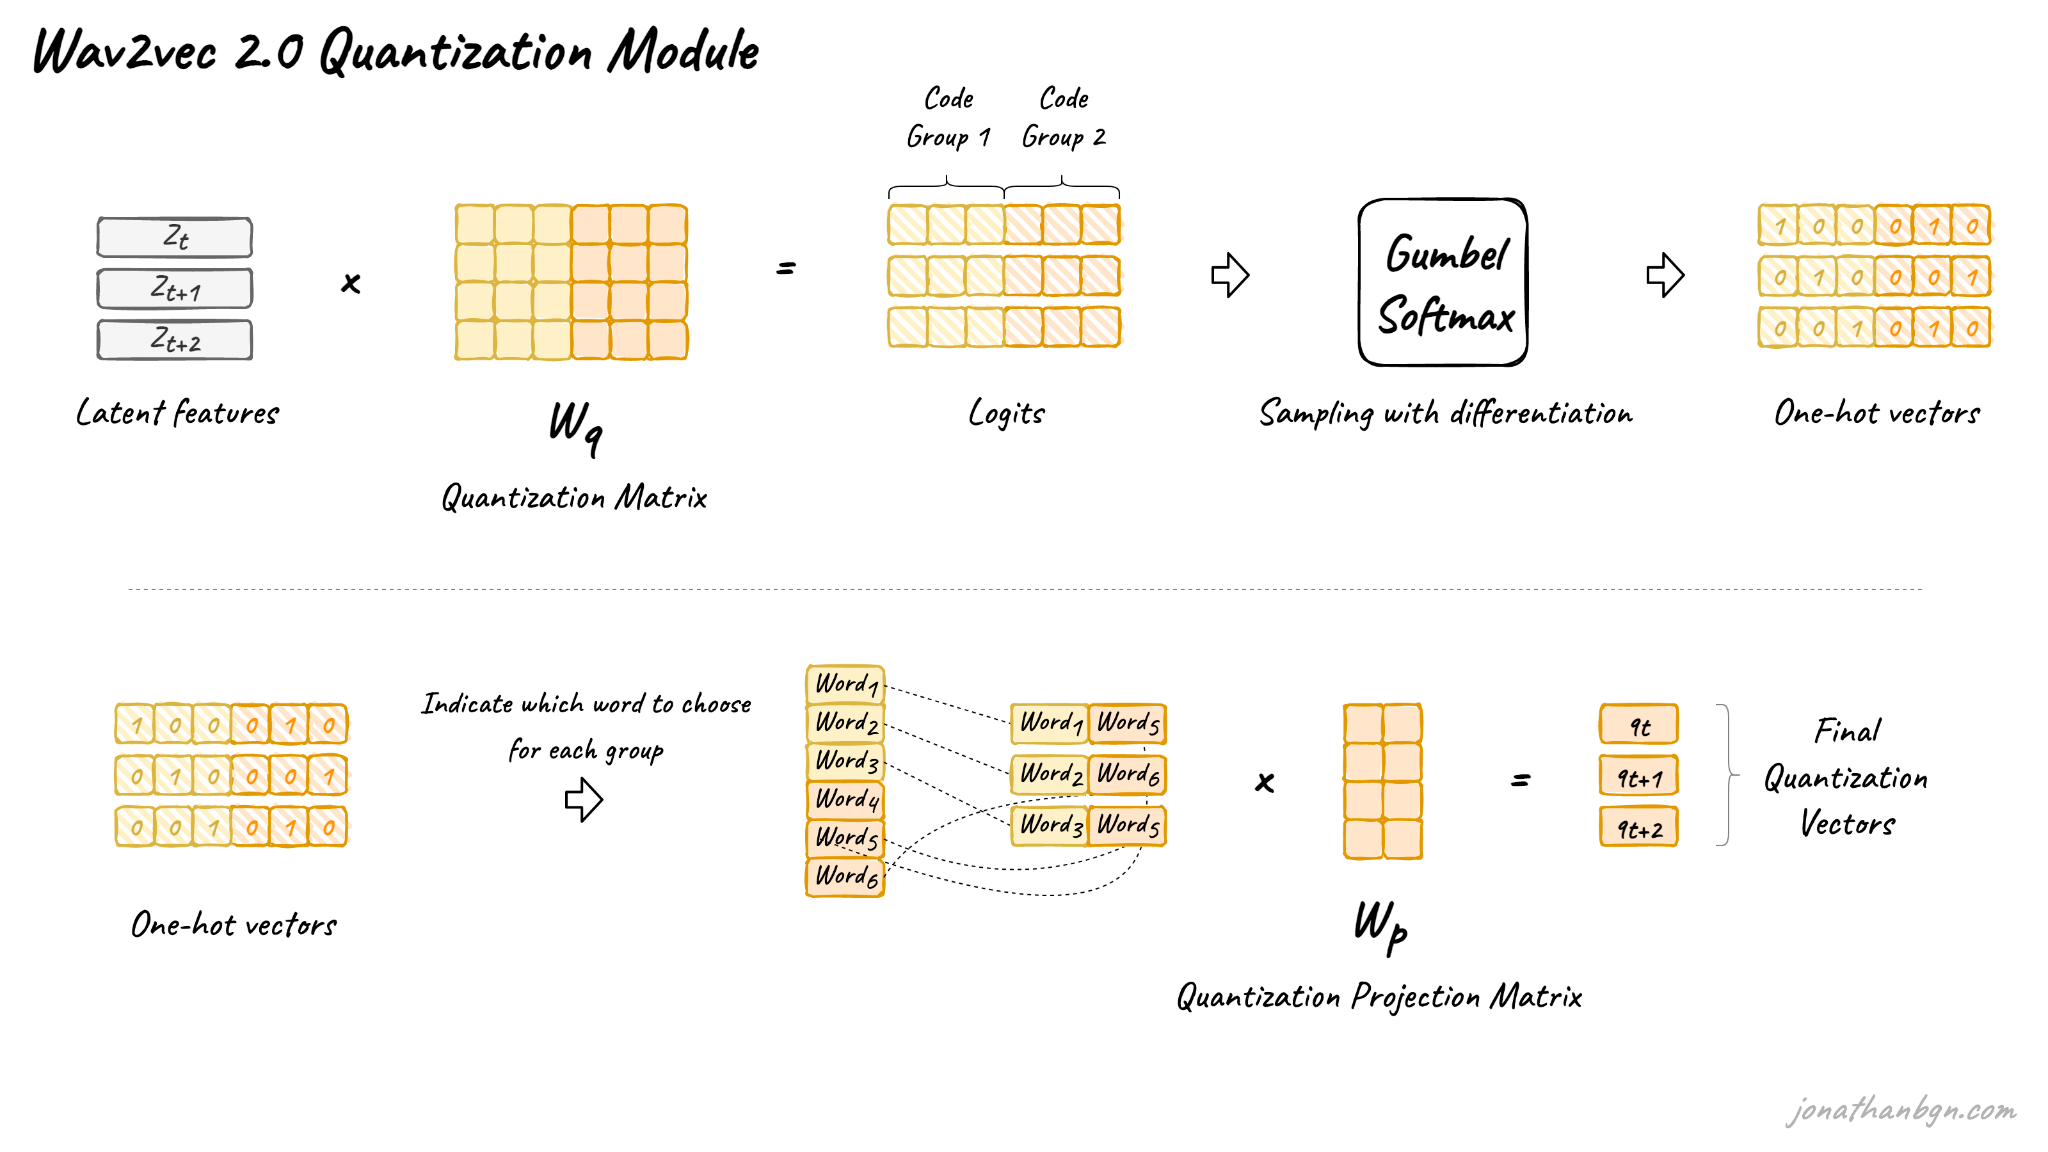 Wav2vec 2.0 Quantization Module
Code
Group 1
Code
Group 2
Zt
Zt+1
Zt+2
x
=
Gumbel
Softmax
1 0 0 0 1 0
0 1 0 0 0 1
0 0 1 0 1 0
Latent features
Wq
Quantization Matrix
Logits
Sampling with differentiation
One-hot vectors
1 0 0 0 1 0
0 1 0 0 0 1
0 0 1 0 1 0
One-hot vectors
Indicate which word to choose
for each group
Word1
Word2
Word3
Word4
Word5
Word6
Word1 Word5
Word2 Word6
Word3 Word5
x
Wp
Quantization Projection Matrix
=
qt
qt+1
qt+2
Final
Quantization
Vectors
jonathanbgn.com